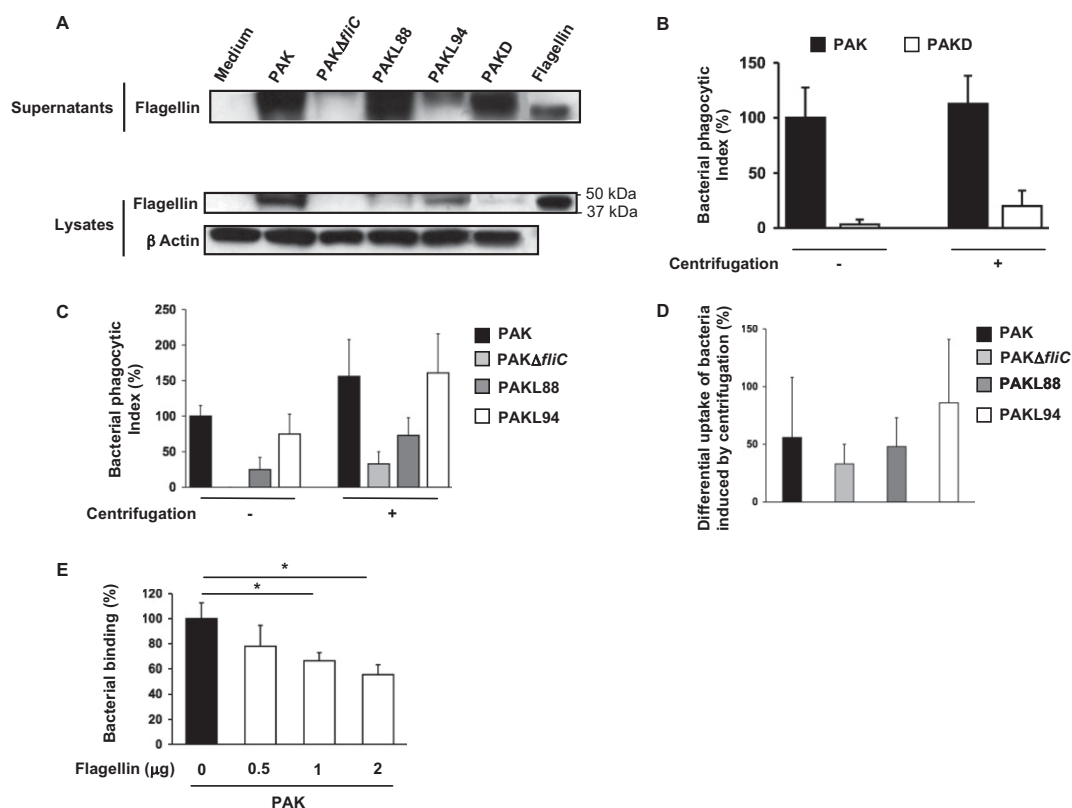 A
Medium
PAK
PAKΔfliC
PAKL88
PAKL94
PAKD
Flagellin
Supernatants
Flagellin
Lysates
Flagellin
50 kDa
37 kDa
β Actin
B
PAK
PAKD
Bacterial phagocytic
Index (%)
150
100
50
0
Centrifugation
-
+
C
Bacterial phagocytic
Index (%)
250
200
150
100
50
0
PAK
PAKΔfliC
PAKL88
PAKL94
Centrifugation
-
+
D
Differential uptake of bacteria
induced by centrifugation (%)
150
100
50
0
PAK
PAKΔfliC
PAKL88
PAKL94
E
Bacterial binding (%)
120
100
80
60
40
20
0
*
*
Flagellin (µg) 0 0.5 1 2
PAK